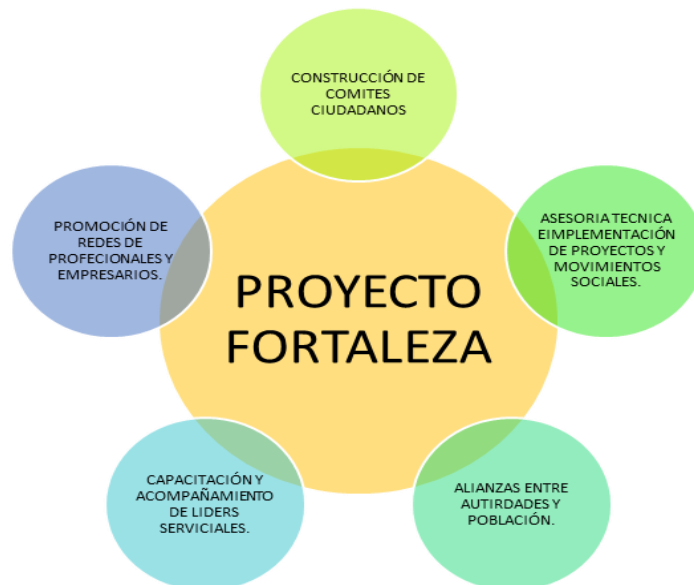 CONSTRUCCIÓN DE
COMITES
CIUDADANOS
PROMOCIÓN DE
REDES DE
PROFECIONALES Y
EMPRESARIOS.
ASESORIA TECNICA
EIMPLEMENTACIÓN
DE PROYECTOS Y
MOVIMIENTOS
SOCIALES.
PROYECTO
FORTALEZA
CAPACITACIÓN Y
ACOMPAÑAMIENTO
DE LIDERS
SERVICIALES.
ALIANZAS ENTRE
AUTIRDADES Y
POBLACIÓN.